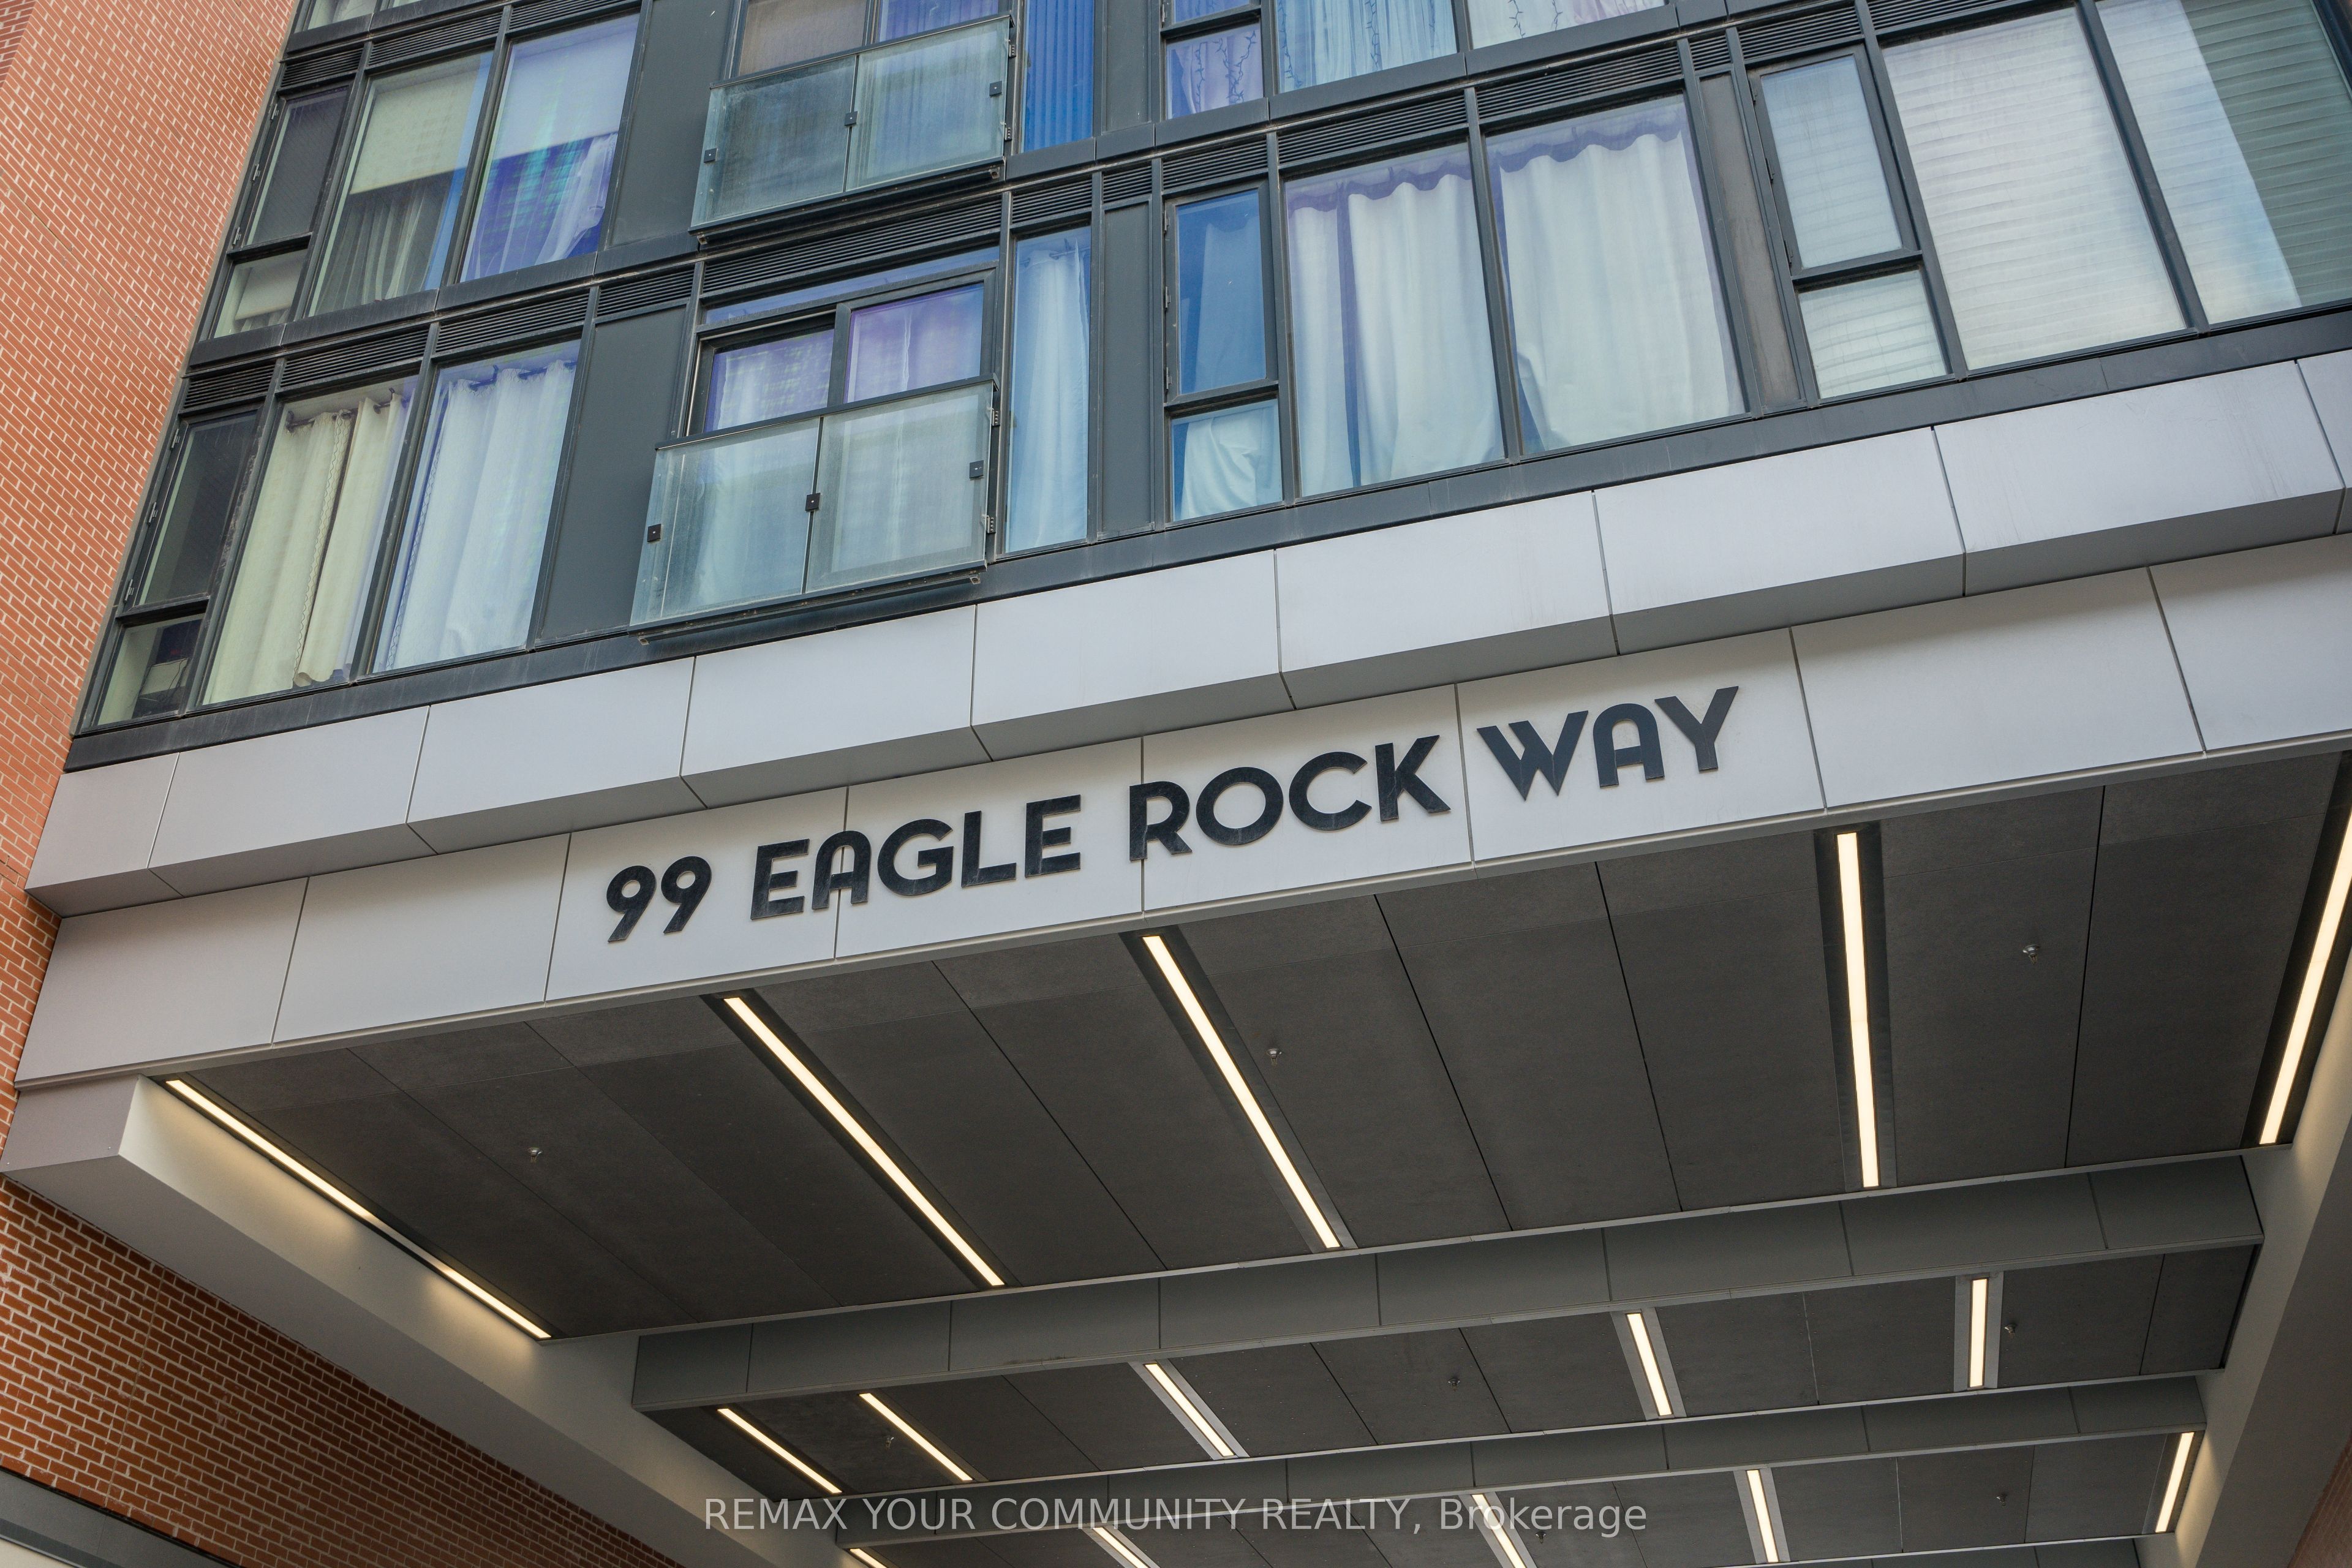 99 EAGLE ROCK WAY
REMAX YOUR COMMUNITY REALTY, Brokerage